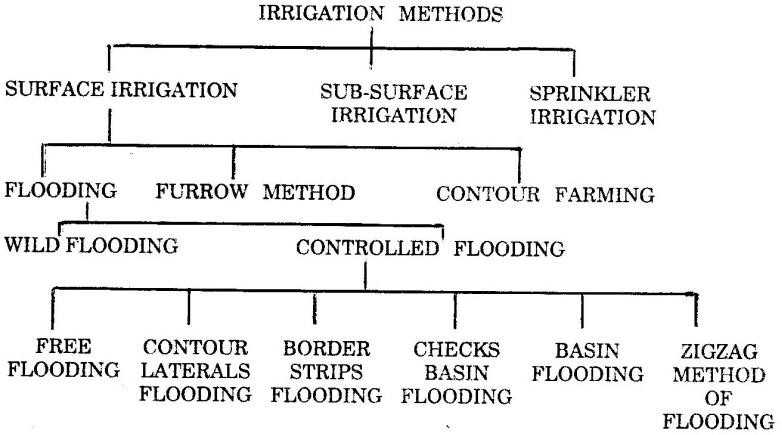 IRRIGATION METHODS
SURFACE IRRIGATION
SUB-SURFACE
IRRIGATION
SPRINKLER
IRRIGATION
FLOODING
FURROW METHOD
CONTOUR FARMING
WILD FLOODING
CONTROLLED FLOODING
FREE
FLOODING
CONTOUR
LATERALS
FLOODING
BORDER
STRIPS
FLOODING
CHECKS
BASIN
FLOODING
BASIN
FLOODING
ZIGZAG
METHOD
OF
FLOODING